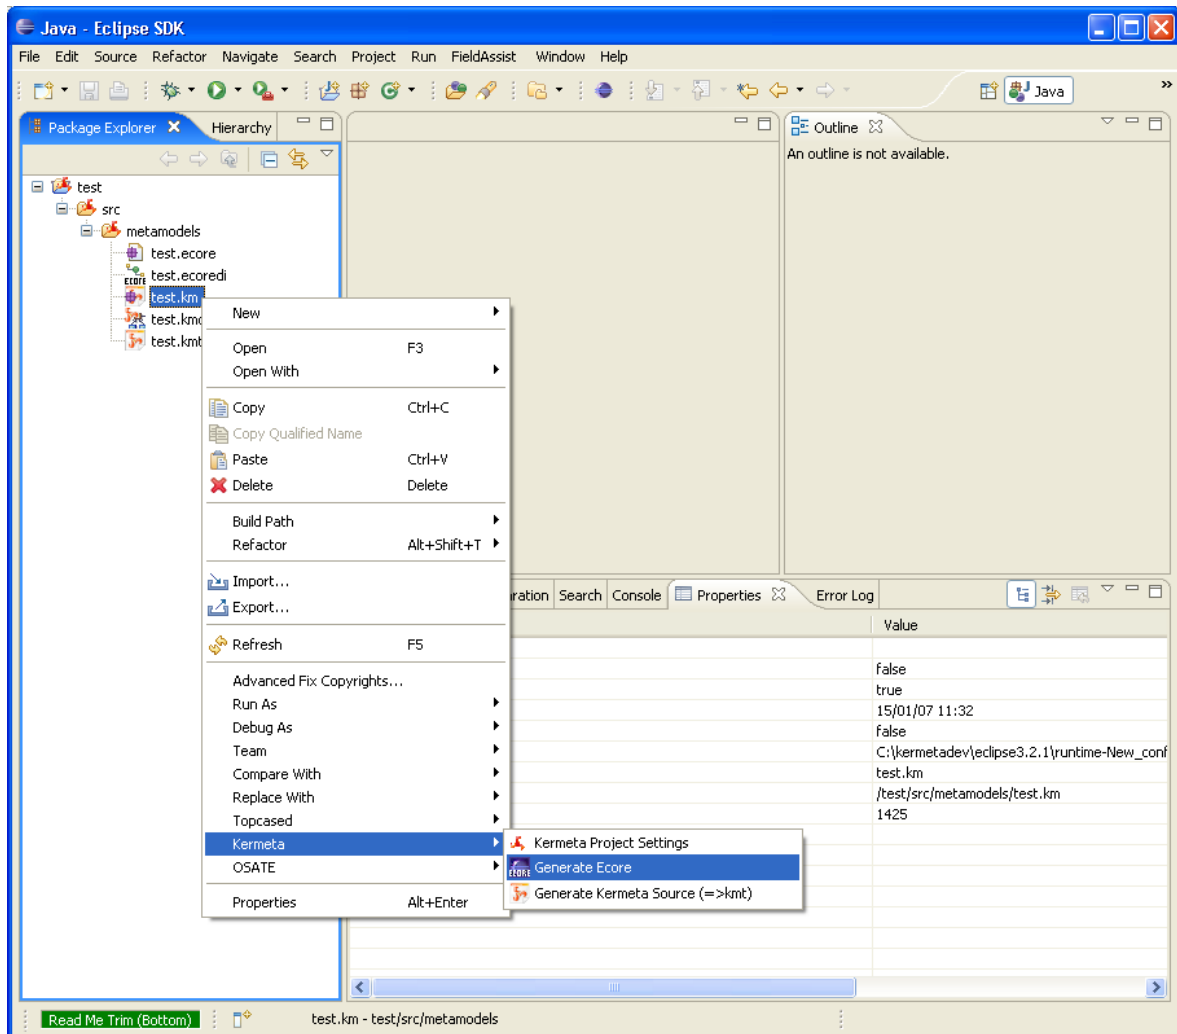 Java - Eclipse SDK
File Edit Source Refactor Navigate Search Project Run FieldAssist Window Help
Java »
Package Explorer Hierarchy
Outline
An outline is not available.
test
src
metamodels
test.ecore
ECORE test.ecoredi
test.km
test.kmt
New
Open F3
Open With
Copy Ctrl+C
Copy Qualified Name
Paste Ctrl+V
Delete Delete
Build Path
Refactor Alt+Shift+T
Import...
Export...
Refresh F5
Advanced Fix Copyrights...
Run As
Debug As
Team
Compare With
Replace With
Topcased
Kermeta
OSATE
Properties Alt+Enter
Kermeta Project Settings
ECORE Generate Ecore
Generate Kermeta Source (=>kmt)
Search Console Properties Error Log
Value
false
true
15/01/07 11:32
false
C:\kermetadev\eclipse3.2.1\runtime-New_conf
test.km
/test/src/metamodels/test.km
1425
Read Me Trim (Bottom) test.km - test/src/metamodels